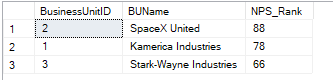 BusinessUnitID BUName NPS_Rank
1 2 SpaceX United 88
2 1 Kamerica Industries 78
3 3 Stark-Wayne Industries 66